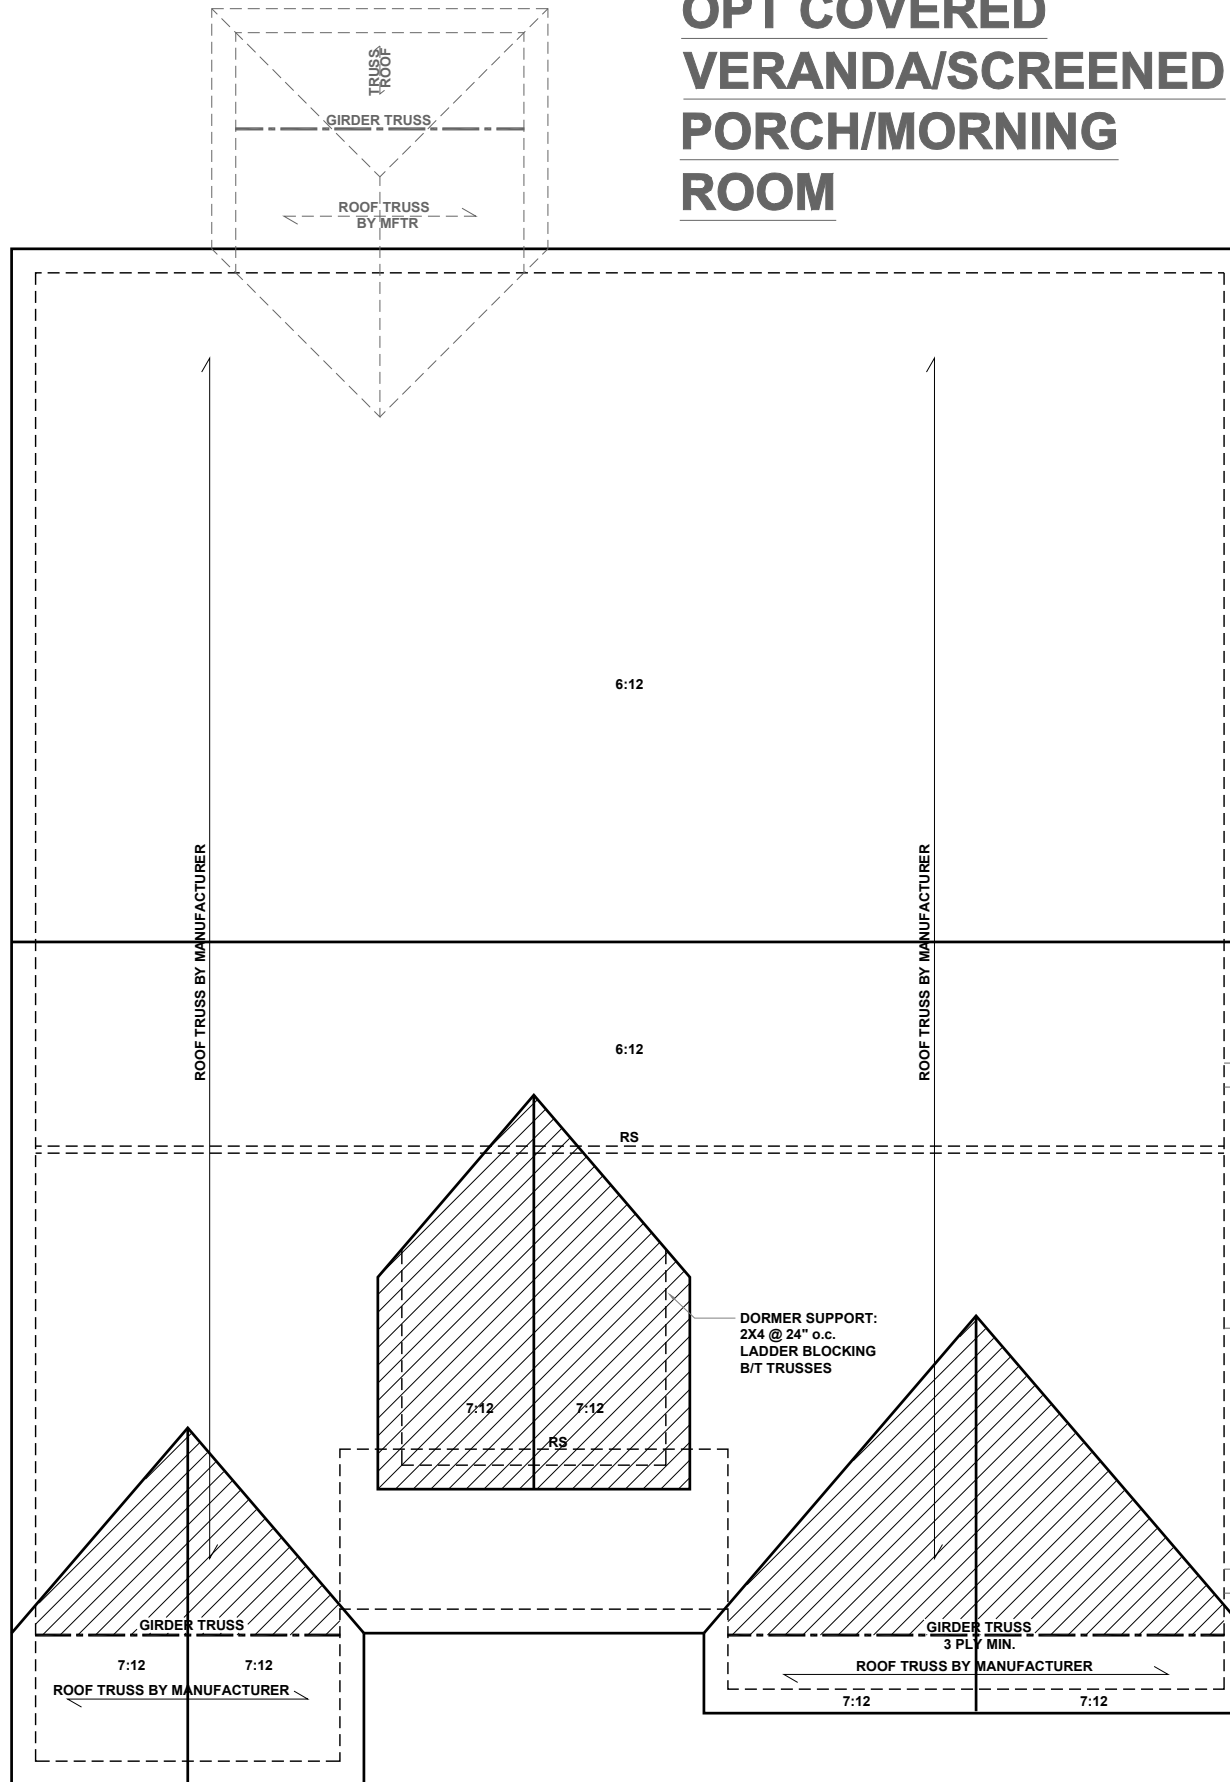 OPT COVERED
VERANDA/SCREENED
PORCH/MORNING
ROOM
TRUSS
ROOF
GIRDER TRUSS
ROOF TRUSS
BY MFTR
6:12
ROOF TRUSS BY MANUFACTURER
ROOF TRUSS BY MANUFACTURER
6:12
RS
DORMER SUPPORT:
2X4 @ 24" o.c.
LADDER BLOCKING
B/T TRUSSES
7:12 7:12
RS
GIRDER TRUSS
7:12 7:12
ROOF TRUSS BY MANUFACTURER
GIRDER TRUSS
3 PLY MIN.
ROOF TRUSS BY MANUFACTURER
7:12 7:12